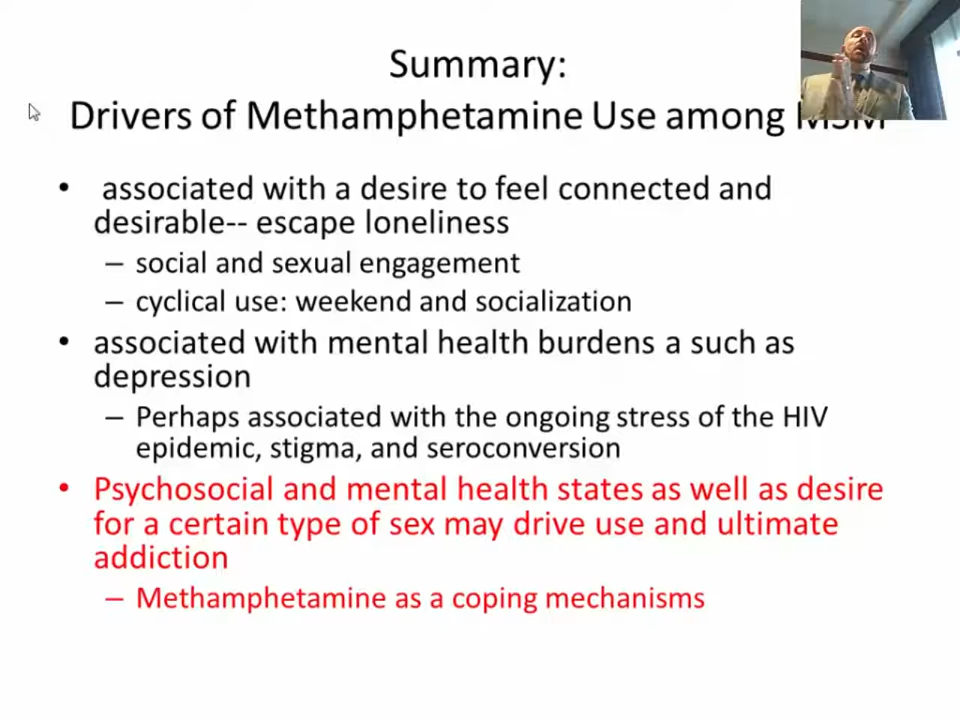 Summary:
Drivers of Methamphetamine Use among MSM
• associated with a desire to feel connected and
desirable-- escape loneliness
– social and sexual engagement
– cyclical use: weekend and socialization
• associated with mental health burdens a such as
depression
– Perhaps associated with the ongoing stress of the HIV
epidemic, stigma, and seroconversion
• Psychosocial and mental health states as well as desire
for a certain type of sex may drive use and ultimate
addiction
– Methamphetamine as a coping mechanisms